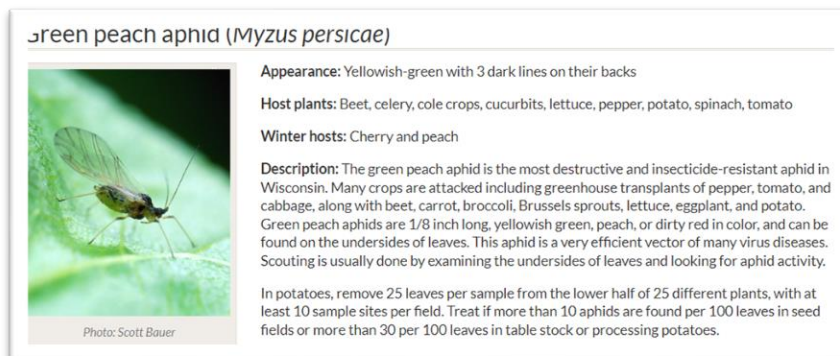 Green peach aphid (Myzus persicae)
Appearance: Yellowish-green with 3 dark lines on their backs
Host plants: Beet, celery, cole crops, cucurbits, lettuce, pepper, potato, spinach, tomato
Winter hosts: Cherry and peach
Description: The green peach aphid is the most destructive and insecticide-resistant aphid in
Wisconsin. Many crops are attacked including greenhouse transplants of pepper, tomato, and
cabbage, along with beet, carrot, broccoli, Brussels sprouts, lettuce, eggplant, and potato.
Green peach aphids are 1/8 inch long, yellowish green, peach, or dirty red in color, and can be
found on the undersides of leaves. This aphid is a very efficient vector of many virus diseases.
Scouting is usually done by examining the undersides of leaves and looking for aphid activity.
In potatoes, remove 25 leaves per sample from the lower half of 25 different plants, with at
least 10 sample sites per field. Treat if more than 10 aphids are found per 100 leaves in seed
fields or more than 30 per 100 leaves in table stock or processing potatoes.
Photo: Scott Bauer